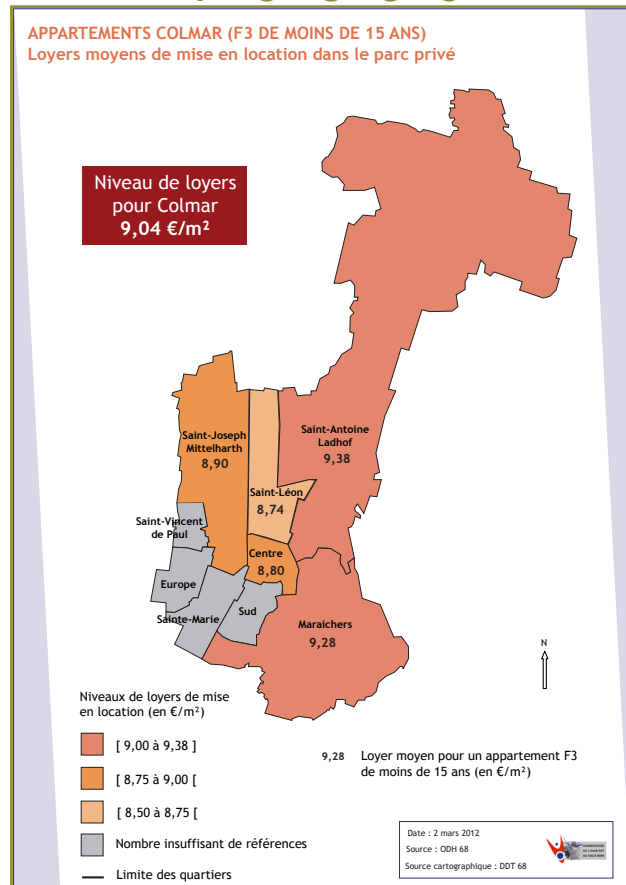 APPARTEMENTS COLMAR (F3 DE MOINS DE 15 ANS)
Loyers moyens de mise en location dans le parc privé
Niveau de loyers
pour Colmar
9,04 €/m²
Saint-Joseph
Mittelharth
8,90
Saint-Antoine
Ladhof
9,38
Saint-Léon
8,74
Saint-Vincent
de Paul
Centre
8,80
Europe
Sainte-Marie
Sud
Maraichers
9,28
N
Niveaux de loyers de mise
en location (en €/m²)
[ 9,00 à 9,38 ]
[ 8,75 à 9,00 [
[ 8,50 à 8,75 [
Nombre insuffisant de références
Limite des quartiers
9,28 Loyer moyen pour un appartement F3
de moins de 15 ans (en €/m²)
Date : 2 mars 2012
Source : ODH 68
Source cartographique : DDT 68